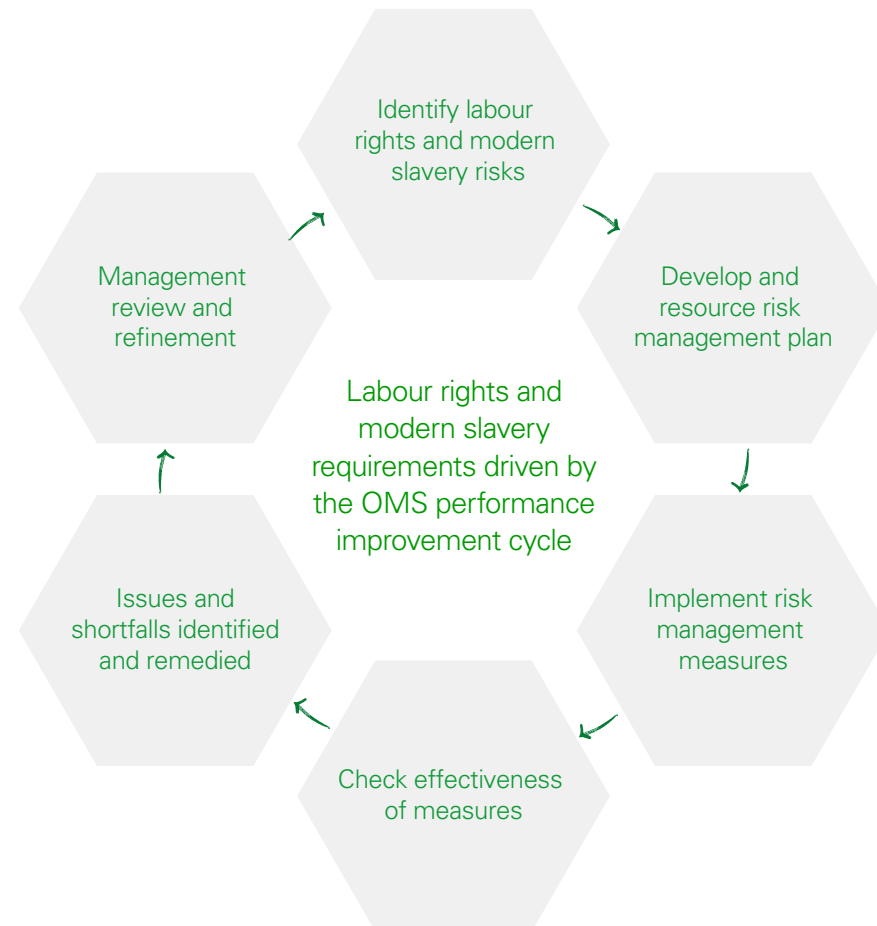 Identify labour
rights and modern
slavery risks
Develop and
resource risk
management plan
Implement risk
management
measures
Check effectiveness
of measures
Issues and
shortfalls identified
and remedied
Management
review and
refinement
Labour rights and
modern slavery
requirements driven by
the OMS performance
improvement cycle